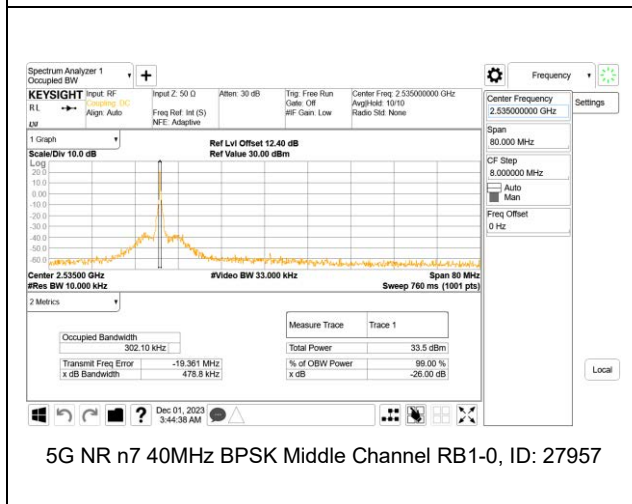 Spectrum Analyzer 1
Occupied BW
+
Frequency
KEYSIGHT
RL
Input: RF
Coupling: DC
Align: Auto
Input Z: 50 Ω
Freq Ref: Int (S)
NFE: Adaptive
Atten: 30 dB
Trig: Free Run
Gate: Off
#IF Gain: Low
Center Freq: 2.535000000 GHz
Avg|Hold: 10/10
Radio Std: None
Center Frequency
2.535000000 GHz
Settings
Span
80.000 MHz
CF Step
8.000000 MHz
Auto
Man
Freq Offset
0 Hz
Local
1 Graph
Scale/Div 10.0 dB
Ref Lvl Offset 12.40 dB
Ref Value 30.00 dBm
Log
20.0
10.0
0.00
-10.0
-20.0
-30.0
-40.0
-50.0
-60.0
Center 2.53500 GHz
#Res BW 10.000 kHz
#Video BW 33.000 kHz
Span 80 MHz
Sweep 760 ms (1001 pts)
2 Metrics
Occupied Bandwidth
302.10 kHz
Transmit Freq Error -19.361 MHz
x dB Bandwidth 478.8 kHz
Measure Trace Trace 1
Total Power 33.5 dBm
% of OBW Power 99.00 %
x dB -26.00 dB
?
Dec 01, 2023
3:44:38 AM
5G NR n7 40MHz BPSK Middle Channel RB1-0, ID: 27957